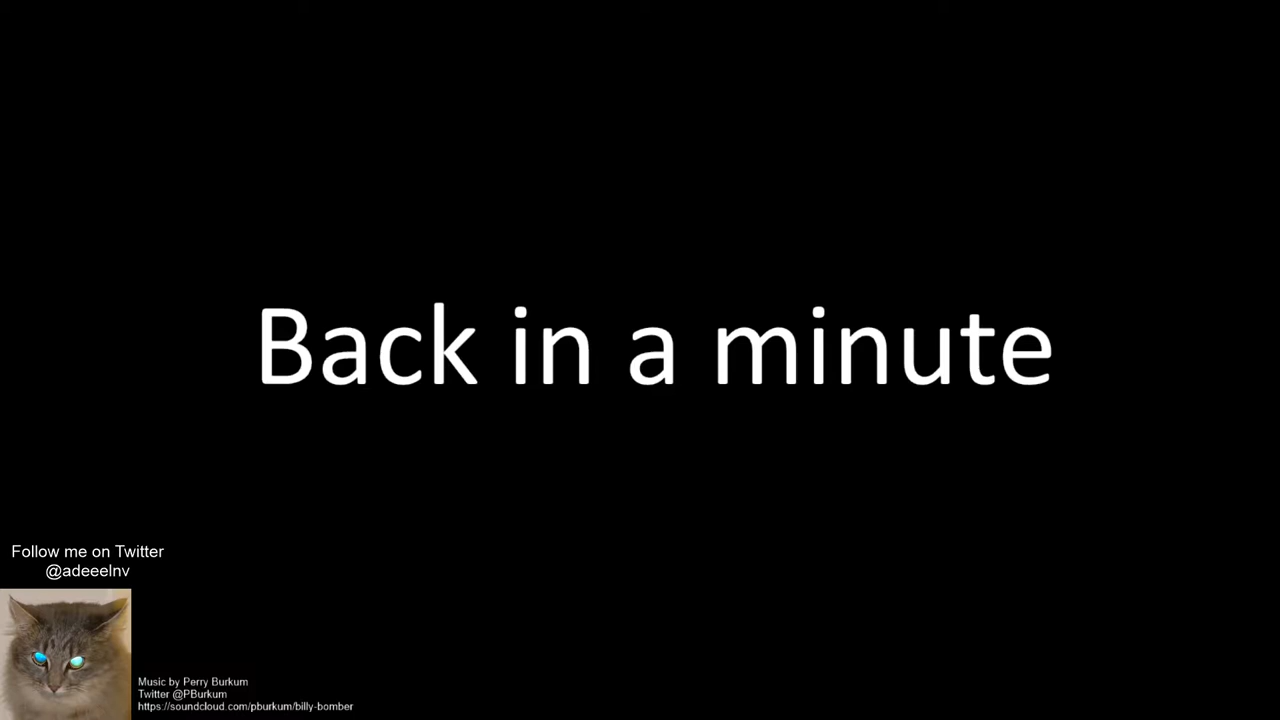 Back in a minute
Follow me on Twitter
@adeeelnv
Music by Perry Burkum
Twitter @PBurkum
https://soundcloud.com/pburkum/billy-bomber